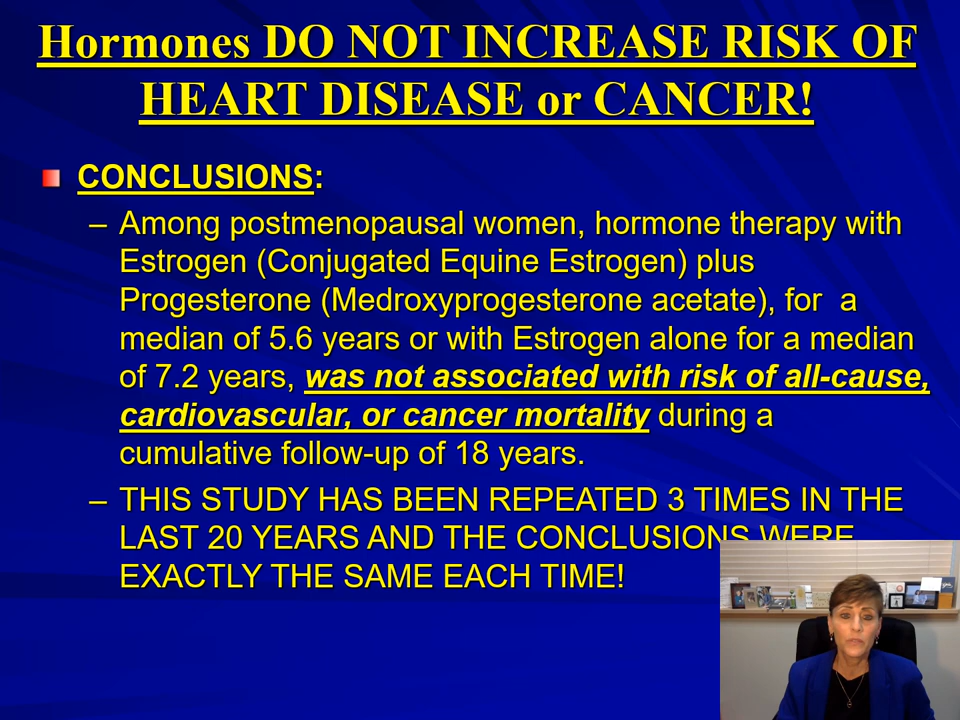 Hormones DO NOT INCREASE RISK OF
HEART DISEASE or CANCER!
CONCLUSIONS:
– Among postmenopausal women, hormone therapy with
Estrogen (Conjugated Equine Estrogen) plus
Progesterone (Medroxyprogesterone acetate), for a
median of 5.6 years or with Estrogen alone for a median
of 7.2 years, was not associated with risk of all-cause,
cardiovascular, or cancer mortality during a
cumulative follow-up of 18 years.
– THIS STUDY HAS BEEN REPEATED 3 TIMES IN THE
LAST 20 YEARS AND THE CONCLUSIONS WERE
EXACTLY THE SAME EACH TIME!